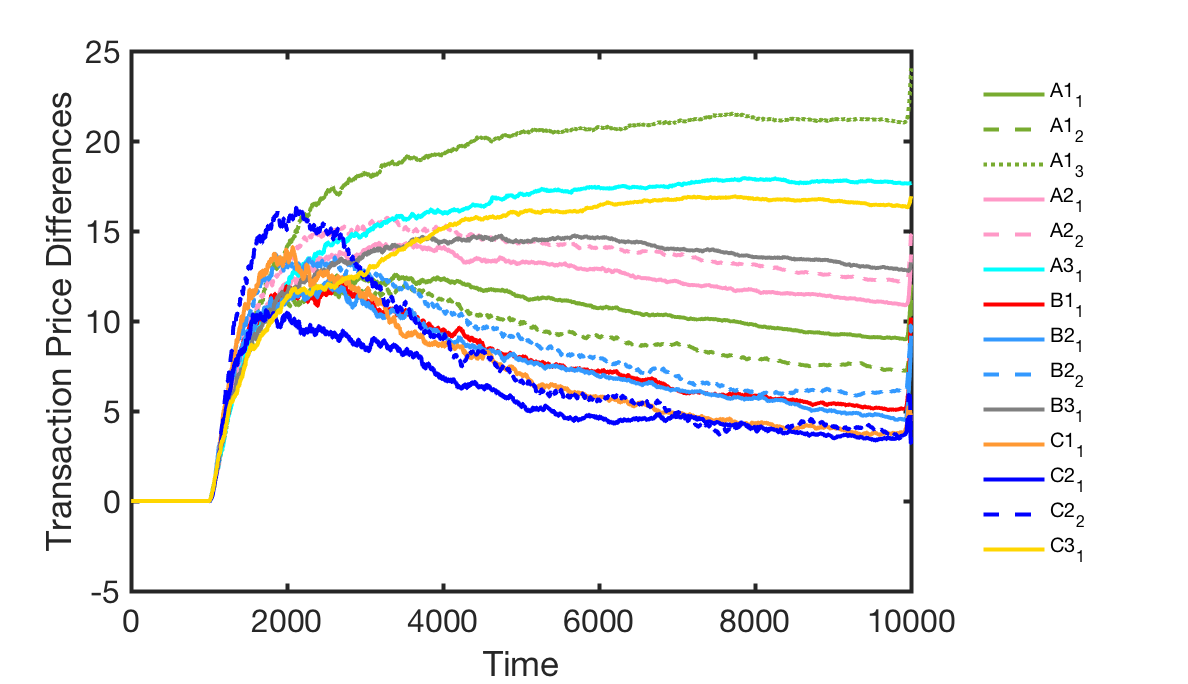 25
20
15
10
5
0
-5
0 2000 4000 6000 8000 10000
Transaction Price Differences
Time
A1₁
A1₂
A1₃
A2₁
A2₂
A3₁
B1₁
B2₁
B2₂
B3₁
C1₁
C2₁
C2₂
C3₁